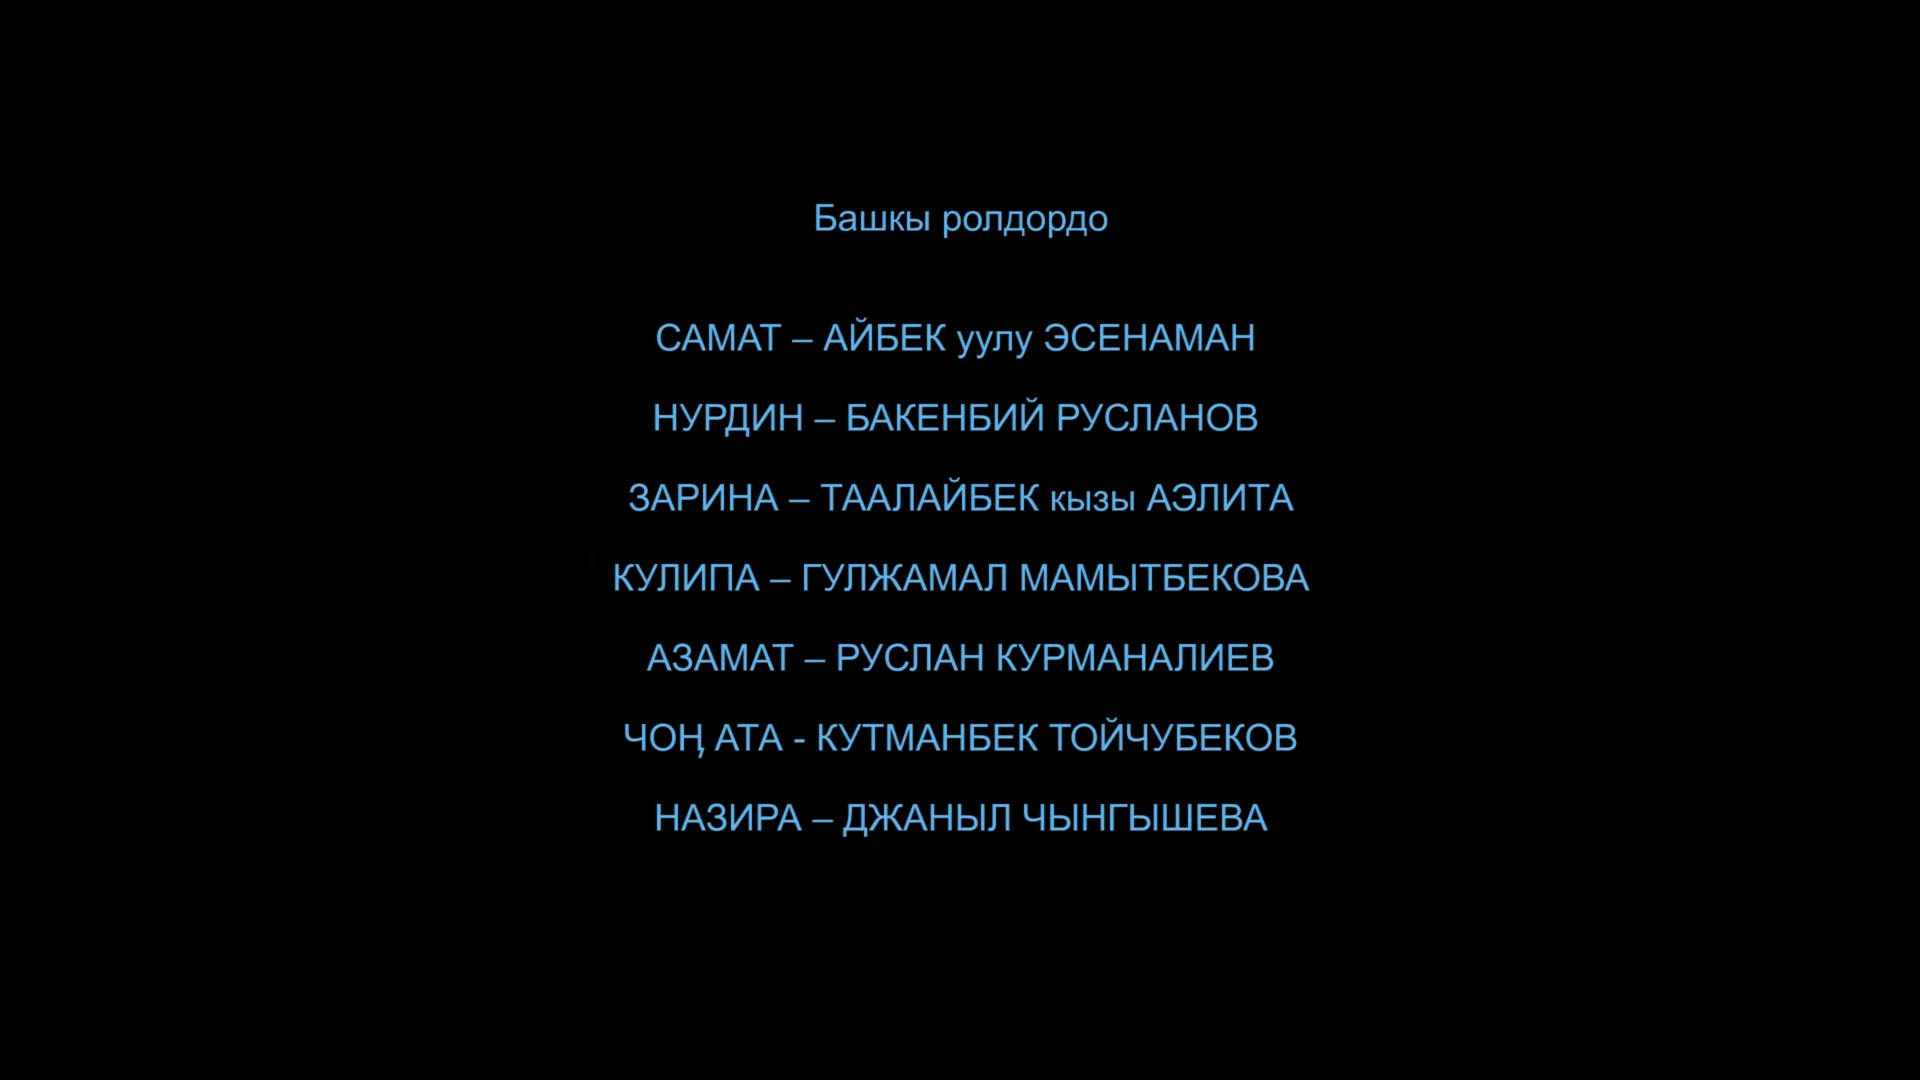 Башкы ролдордо
САМАТ – АЙБЕК уулу ЭСЕНАМАН
НУРДИН – БАКЕНБИЙ РУСЛАНОВ
ЗАРИНА – ТААЛАЙБЕК кызы АЭЛИТА
КУЛИПА – ГУЛЖАМАЛ МАМЫТБЕКОВА
АЗАМАТ – РУСЛАН КУРМАНАЛИЕВ
ЧОҢ АТА - КУТМАНБЕК ТОЙЧУБЕКОВ
НАЗИРА – ДЖАНЫЛ ЧЫНГЫШЕВА